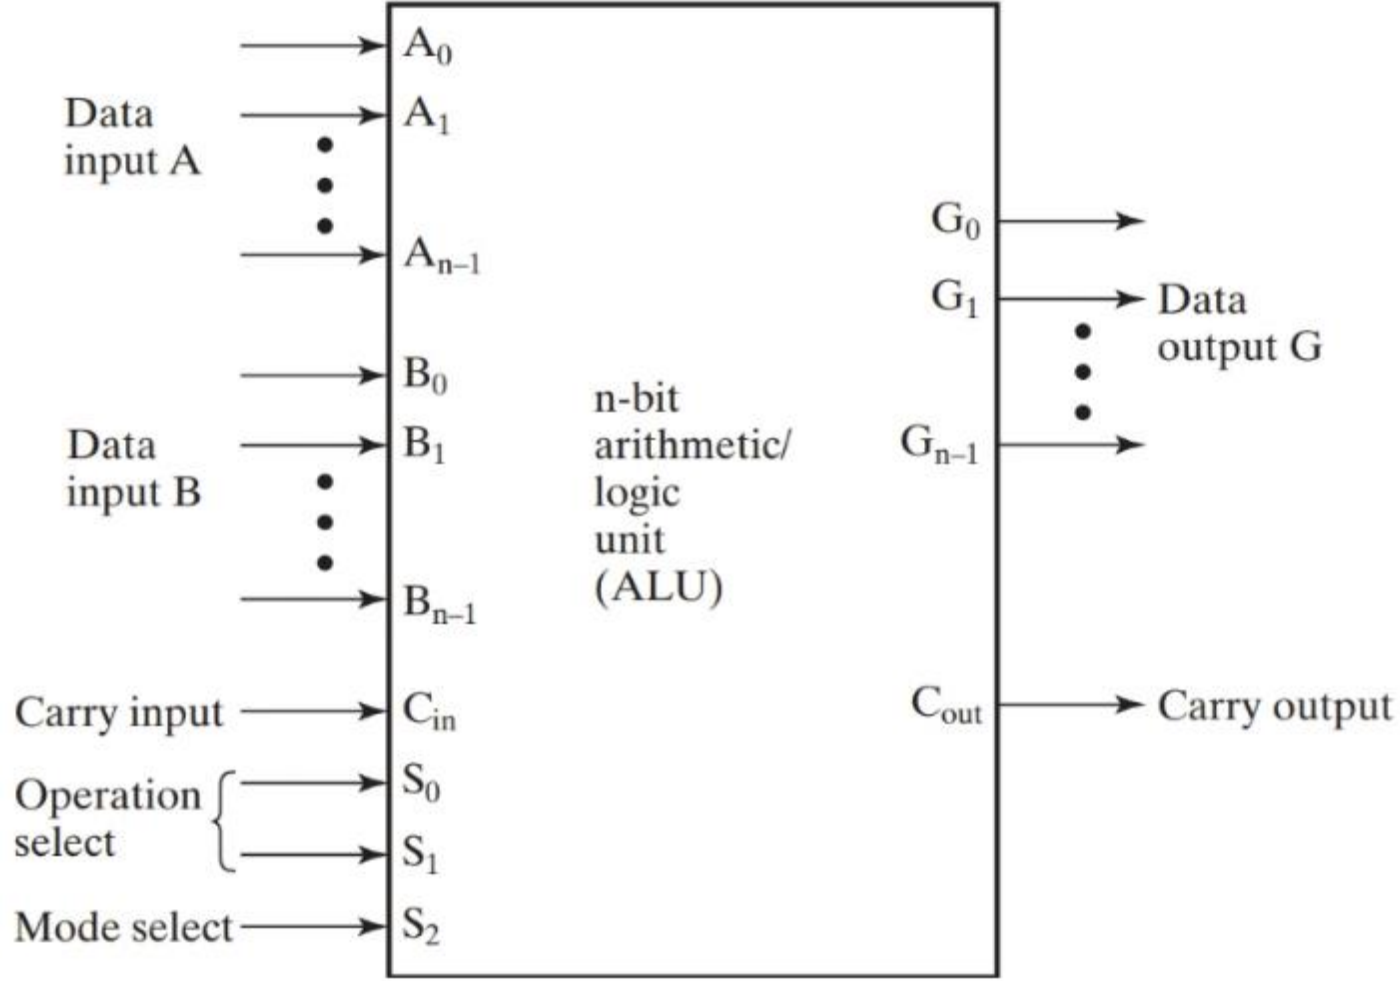 A₀
Data
input A
A₁
Aₙ₋₁
B₀
Data
input B
B₁
Bₙ₋₁
Carry input
Cᵢₙ
Operation
select
S₀
S₁
Mode select
S₂
n-bit
arithmetic/
logic
unit
(ALU)
G₀
G₁
Data
output G
Gₙ₋₁
Cₒᵤₜ
Carry output